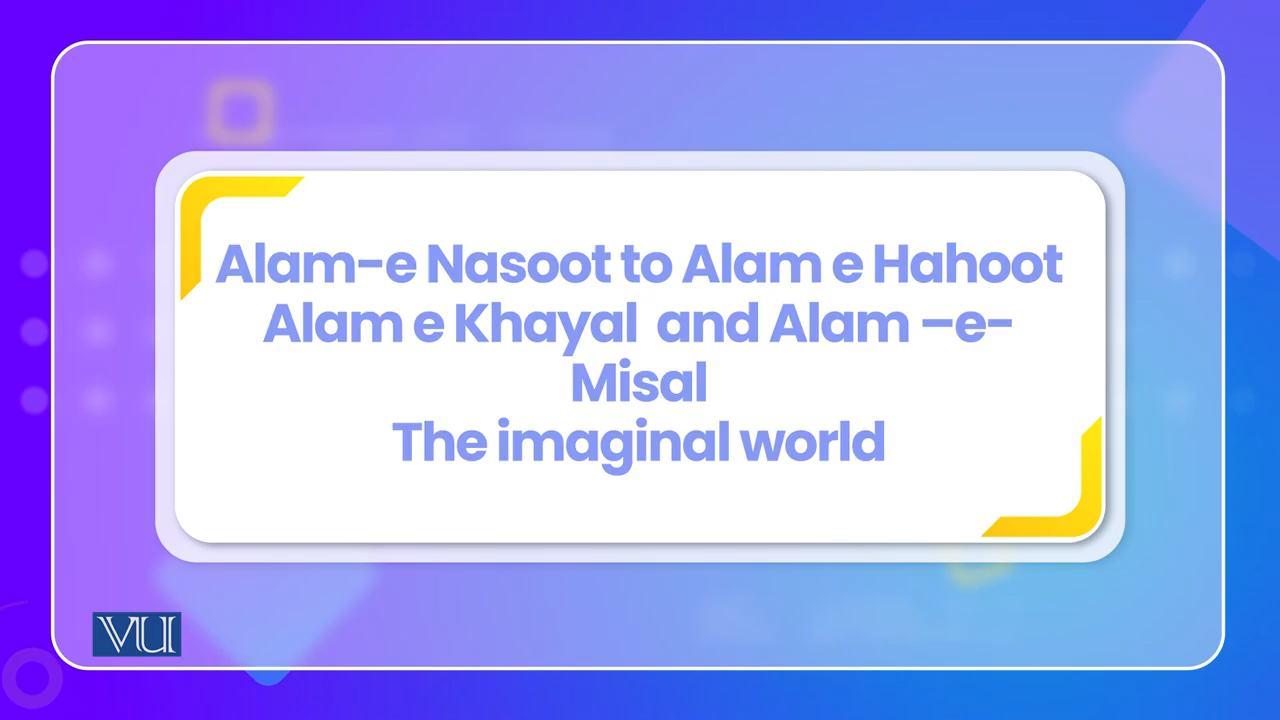 Alam-e Nasoot to Alam e Hahoot
Alam e Khayal  and Alam –e-
Misal
The imaginal world
VU